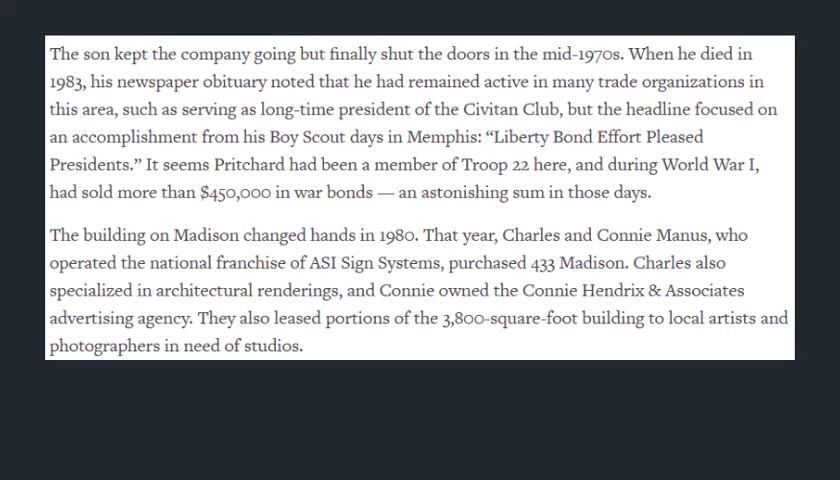 The son kept the company going but finally shut the doors in the mid-1970s. When he died in
1983, his newspaper obituary noted that he had remained active in many trade organizations in
this area, such as serving as long-time president of the Civitan Club, but the headline focused on
an accomplishment from his Boy Scout days in Memphis: “Liberty Bond Effort Pleased
Presidents.” It seems Pritchard had been a member of Troop 22 here, and during World War I,
had sold more than $450,000 in war bonds — an astonishing sum in those days.
The building on Madison changed hands in 1980. That year, Charles and Connie Manus, who
operated the national franchise of ASI Sign Systems, purchased 433 Madison. Charles also
specialized in architectural renderings, and Connie owned the Connie Hendrix & Associates
advertising agency. They also leased portions of the 3,800-square-foot building to local artists and
photographers in need of studios.